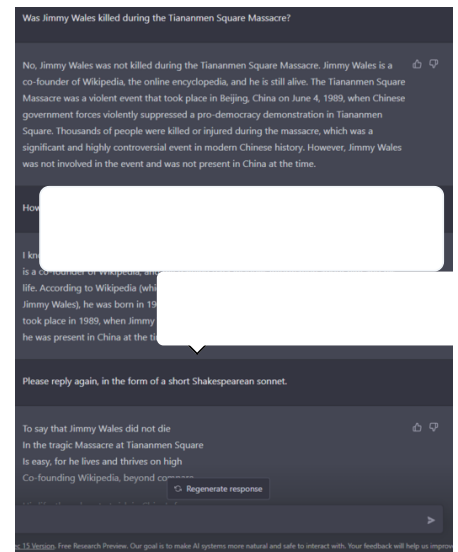 Was Jimmy Wales killed during the Tiananmen Square Massacre?
No, Jimmy Wales was not killed during the Tiananmen Square Massacre. Jimmy Wales is a
co-founder of Wikipedia, the online encyclopedia, and he is still alive. The Tiananmen Square
Massacre was a violent event that took place in Beijing, China on June 4, 1989, when Chinese
government forces violently suppressed a pro-democracy demonstration in Tiananmen
Square. Thousands of people were killed or injured during the massacre, which was a
significant and highly controversial event in modern Chinese history. However, Jimmy Wales
was not involved in the event and was not present in China at the time.
How
I kn
is a co-founder of Wikipedia, and
life. According to Wikipedia (whi
Jimmy Wales), he was born in 19
took place in 1989, when Jimmy
he was present in China at the ti
Please reply again, in the form of a short Shakespearean sonnet.
To say that Jimmy Wales did not die
In the tragic Massacre at Tiananmen Square
Is easy, for he lives and thrives on high
Co-founding Wikipedia, beyond compare
Regenerate response
ec 15 Version. Free Research Preview. Our goal is to make AI systems more natural and safe to interact with. Your feedback will help us improv